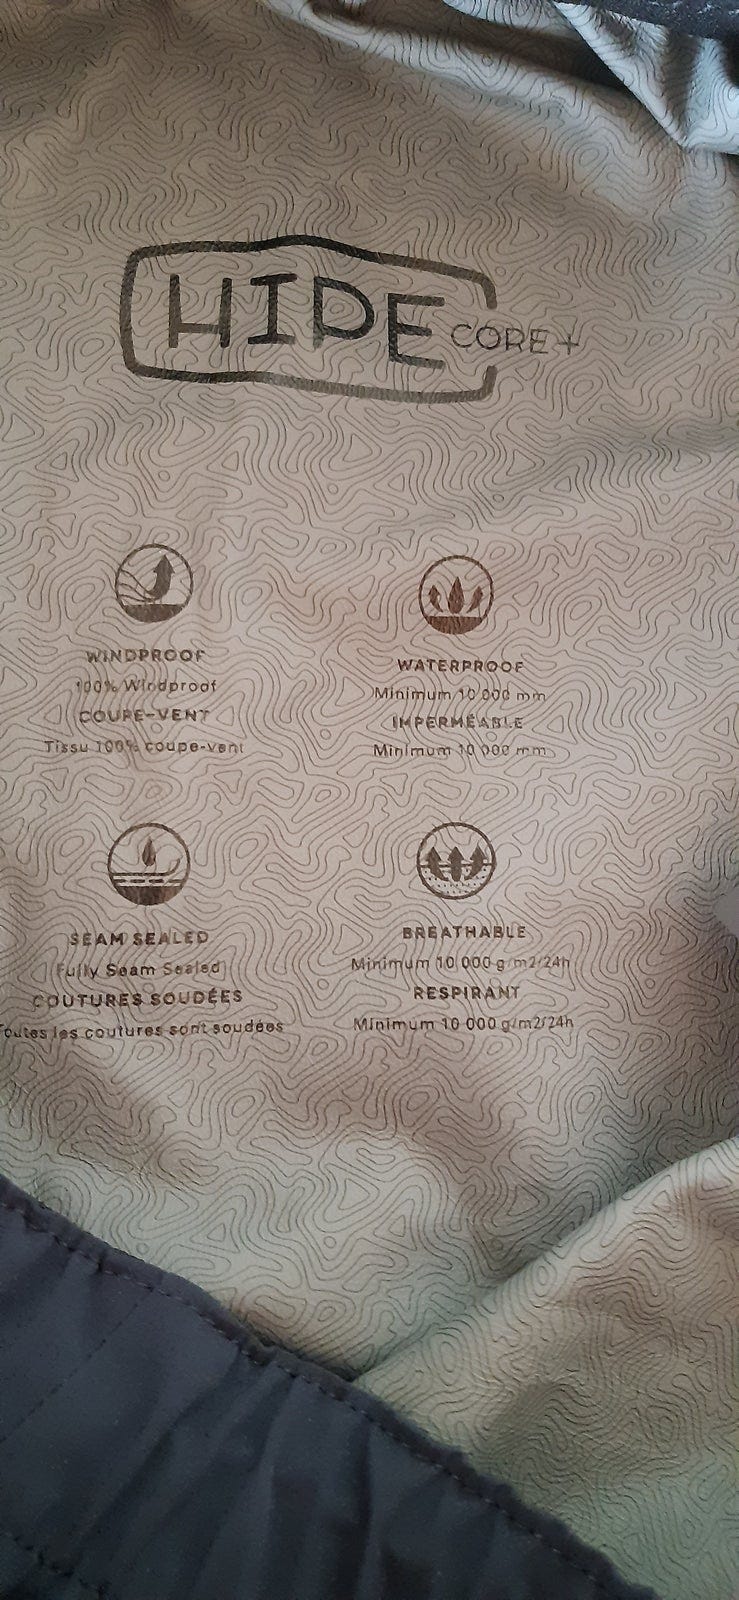 HIDE CORE+
WINDPROOF
100% Windproof
COUPE-VENT
Tissu 100% coupe-vent
WATERPROOF
Minimum 10 000 mm
IMPERMÉABLE
Minimum 10 000 mm
SEAM SEALED
Fully Seam Sealed
COUTURES SOUDÉES
Toutes les coutures sont soudées
BREATHABLE
Minimum 10 000 g/m2/24h
RESPIRANT
Minimum 10 000 g/m2/24h